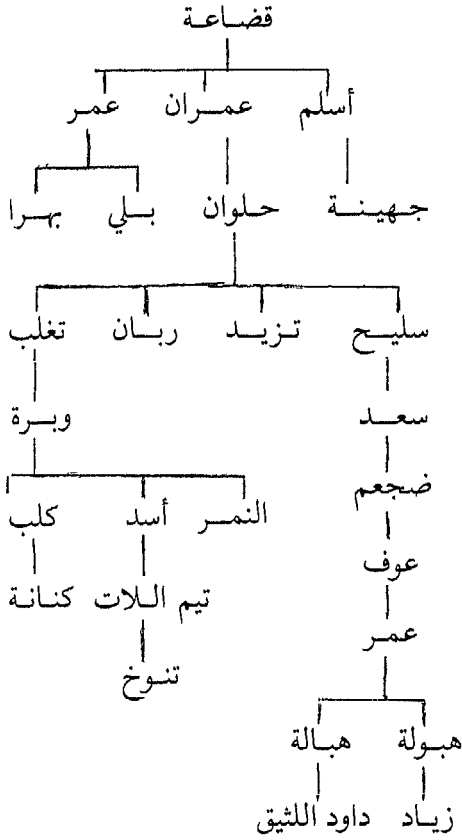 قضاعة
أسلم عمران عمر
جهينة حلوان بلي بهرا
سليح تزيد ربان تغلب
سعد وبرة
ضجعم النمر أسد كلب
عوف تيم اللات كنانة
عمر
تنوخ
هبولة هبالة
زياد داود اللثيق